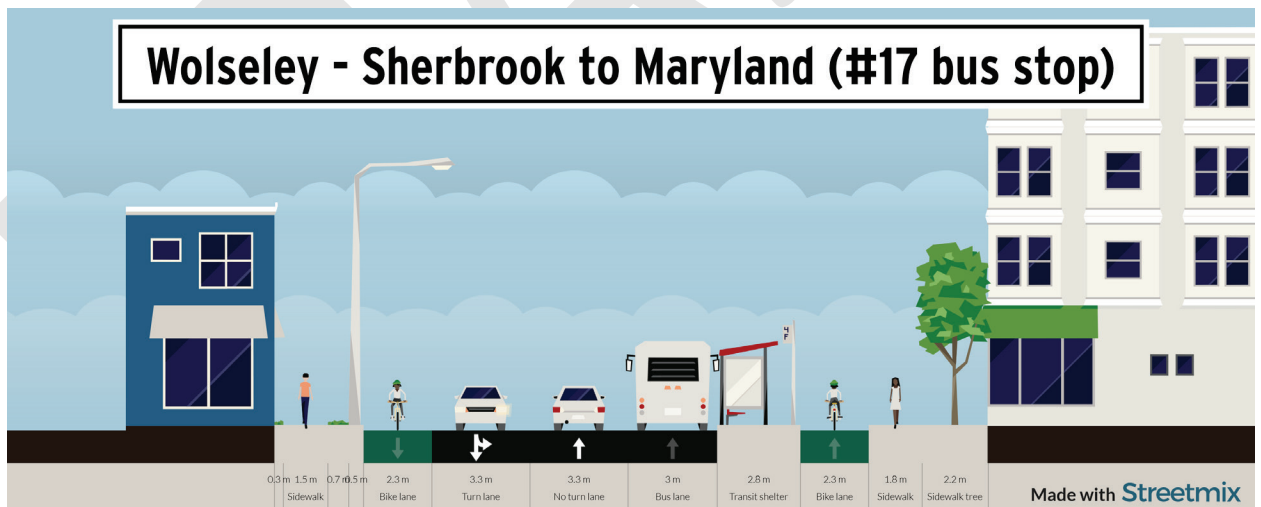 Wolseley - Sherbrook to Maryland (#17 bus stop)
4
F
0.3 m 1.5 m 0.7 m 0.5 m 2.3 m 3.3 m 3.3 m 3 m 2.8 m 2.3 m 1.8 m 2.2 m
Sidewalk Bike lane Turn lane No turn lane Bus lane Transit shelter Bike lane Sidewalk Sidewalk tree
Made with Streetmix